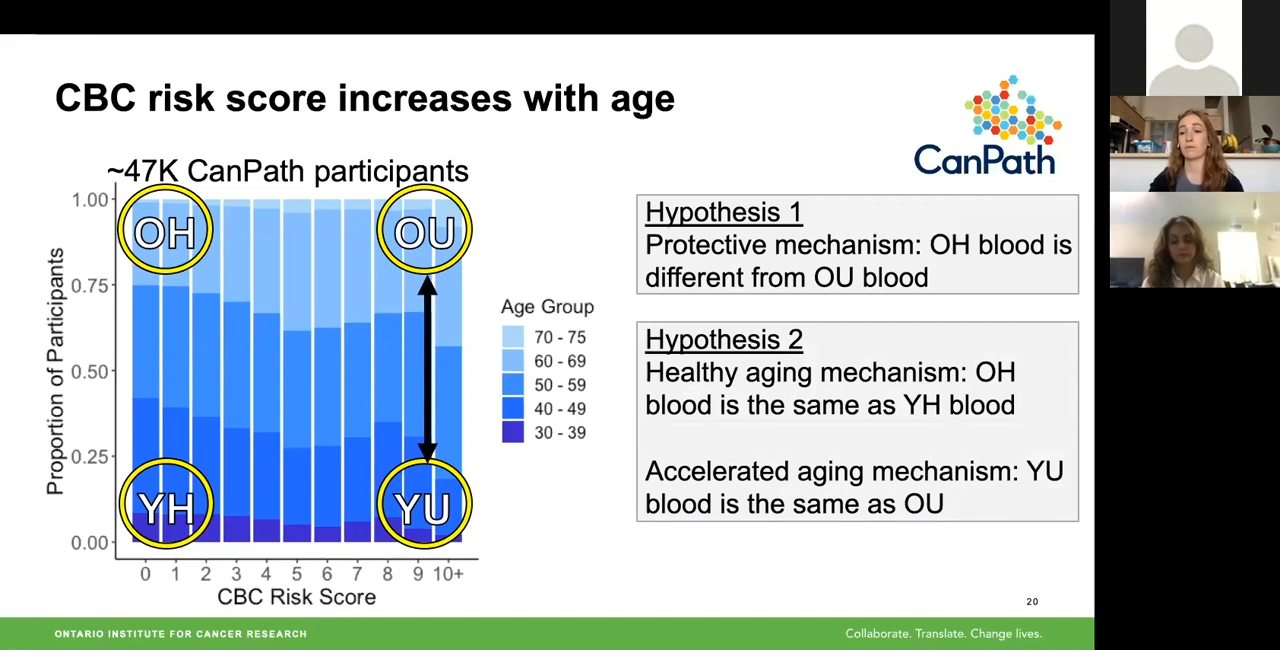 CBC risk score increases with age
CanPath
~47K CanPath participants
1.00
0.75
0.50
0.25
0.00
Proportion of Participants
OH
OU
YH
YU
0 1 2 3 4 5 6 7 8 9 10+
CBC Risk Score
Age Group
70 - 75
60 - 69
50 - 59
40 - 49
30 - 39
Hypothesis 1
Protective mechanism: OH blood is
different from OU blood
Hypothesis 2
Healthy aging mechanism: OH
blood is the same as YH blood
Accelerated aging mechanism: YU
blood is the same as OU
20
ONTARIO INSTITUTE FOR CANCER RESEARCH
Collaborate. Translate. Change lives.